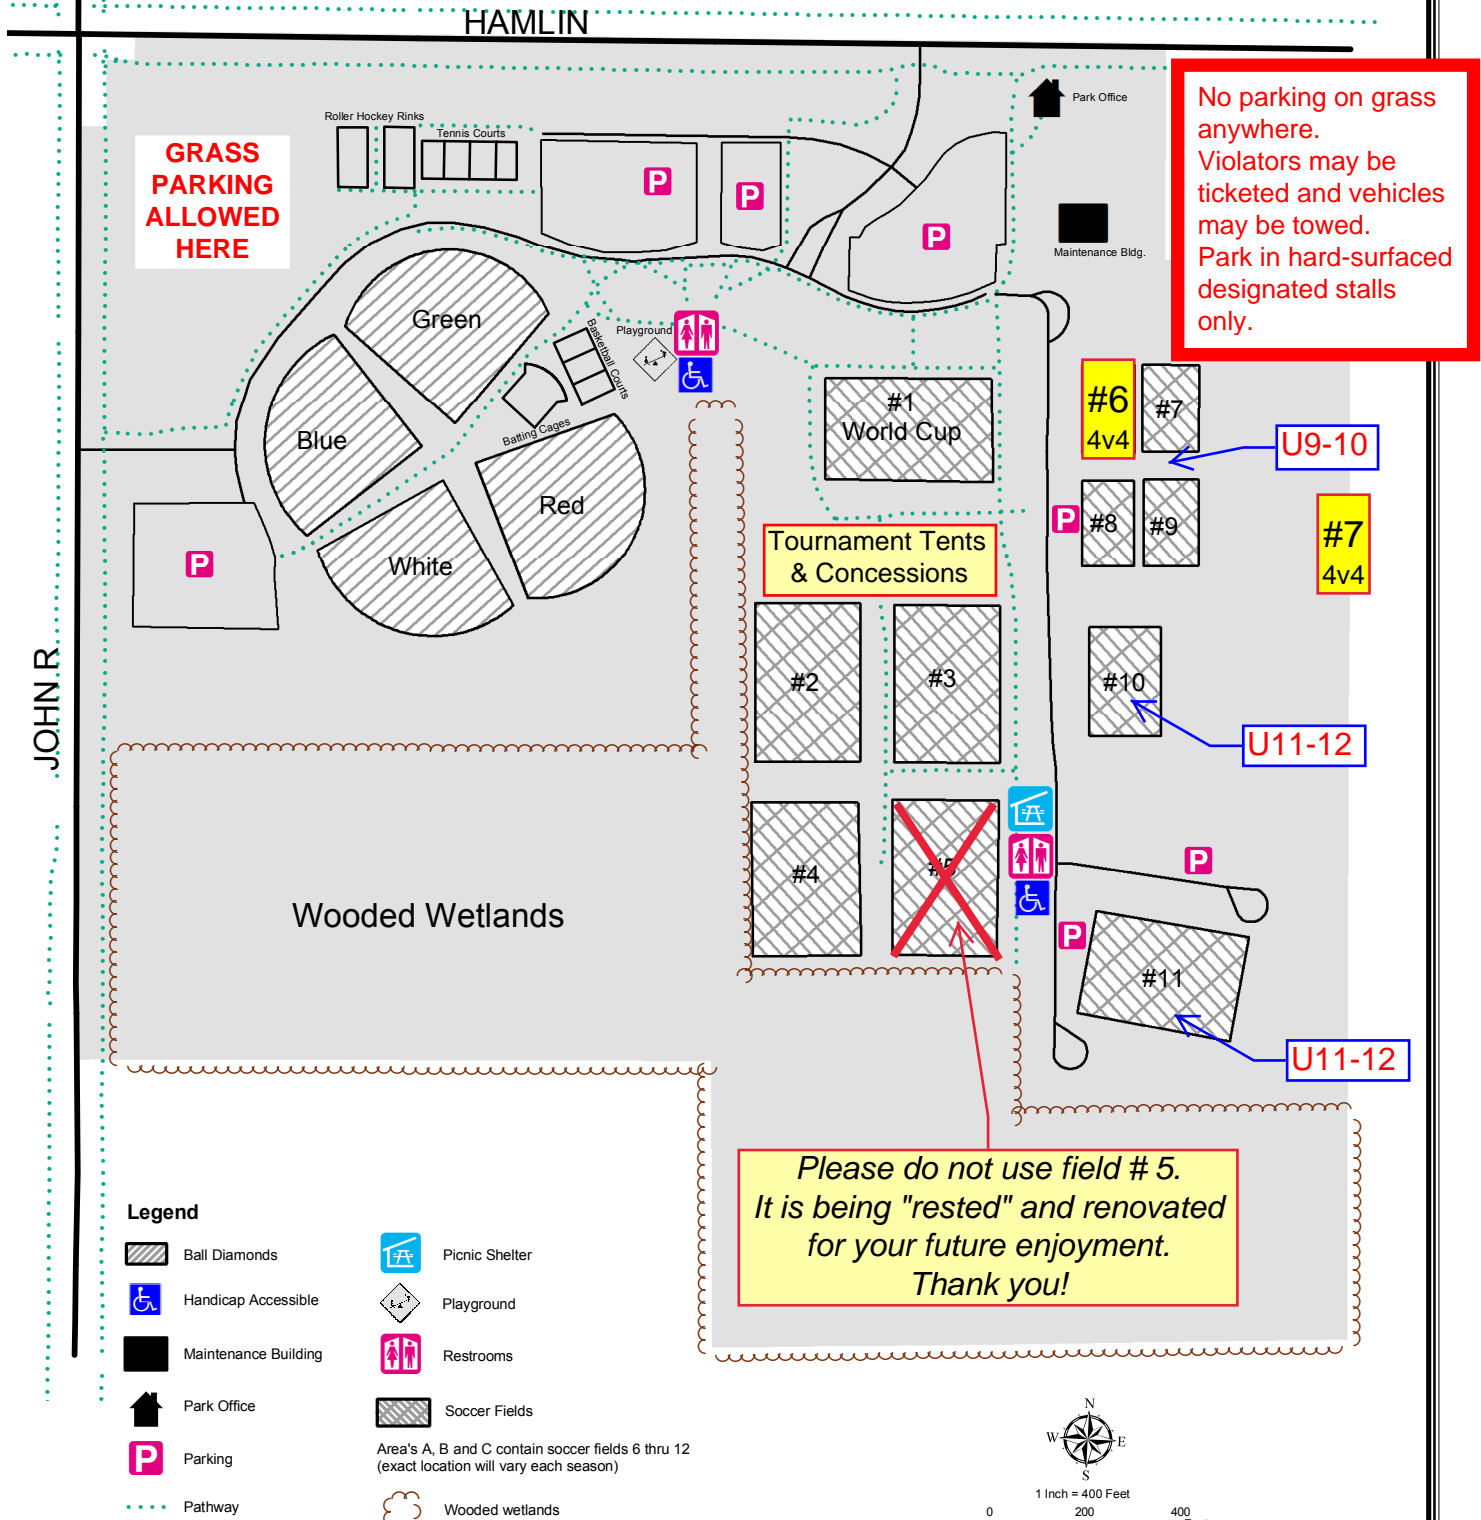 HAMLIN
Park Office
No parking on grass
anywhere.
Violators may be
ticketed and vehicles
may be towed.
Park in hard-surfaced
designated stalls
only.
Roller Hockey Rinks
Tennis Courts
GRASS
PARKING
ALLOWED
HERE
P
P
P
Maintenance Bldg.
Green
Playground
Basketball Courts
Batting Cages
Blue
Red
White
P
#1
World Cup
#6
4v4
#7
U9-10
P
#8
#9
#7
4v4
Tournament Tents
& Concessions
#2
#3
#10
U11-12
JOHN R
#4
#5
P
P
Wooded Wetlands
#11
U11-12
Please do not use field # 5.
It is being "rested" and renovated
for your future enjoyment.
Thank you!
Legend
Ball Diamonds
Picnic Shelter
Handicap Accessible
Playground
Maintenance Building
Restrooms
Park Office
Soccer Fields
Area's A, B and C contain soccer fields 6 thru 12
(exact location will vary each season)
P
Parking
Pathway
Wooded wetlands
N
W
E
S
1 Inch = 400 Feet
0 200 400